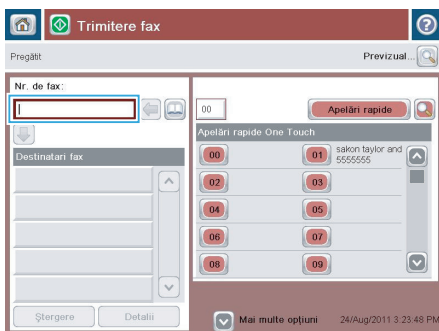 Trimitere fax
Pregătit
Previzual...
Nr. de fax:
00
Apelări rapide
Apelări rapide One Touch
Destinatari fax
00
01
sakon taylor and
5555555
02
03
04
05
06
07
08
09
Ştergere
Detalii
Mai multe opţiuni
24/Aug/2011 3:23:48 PM